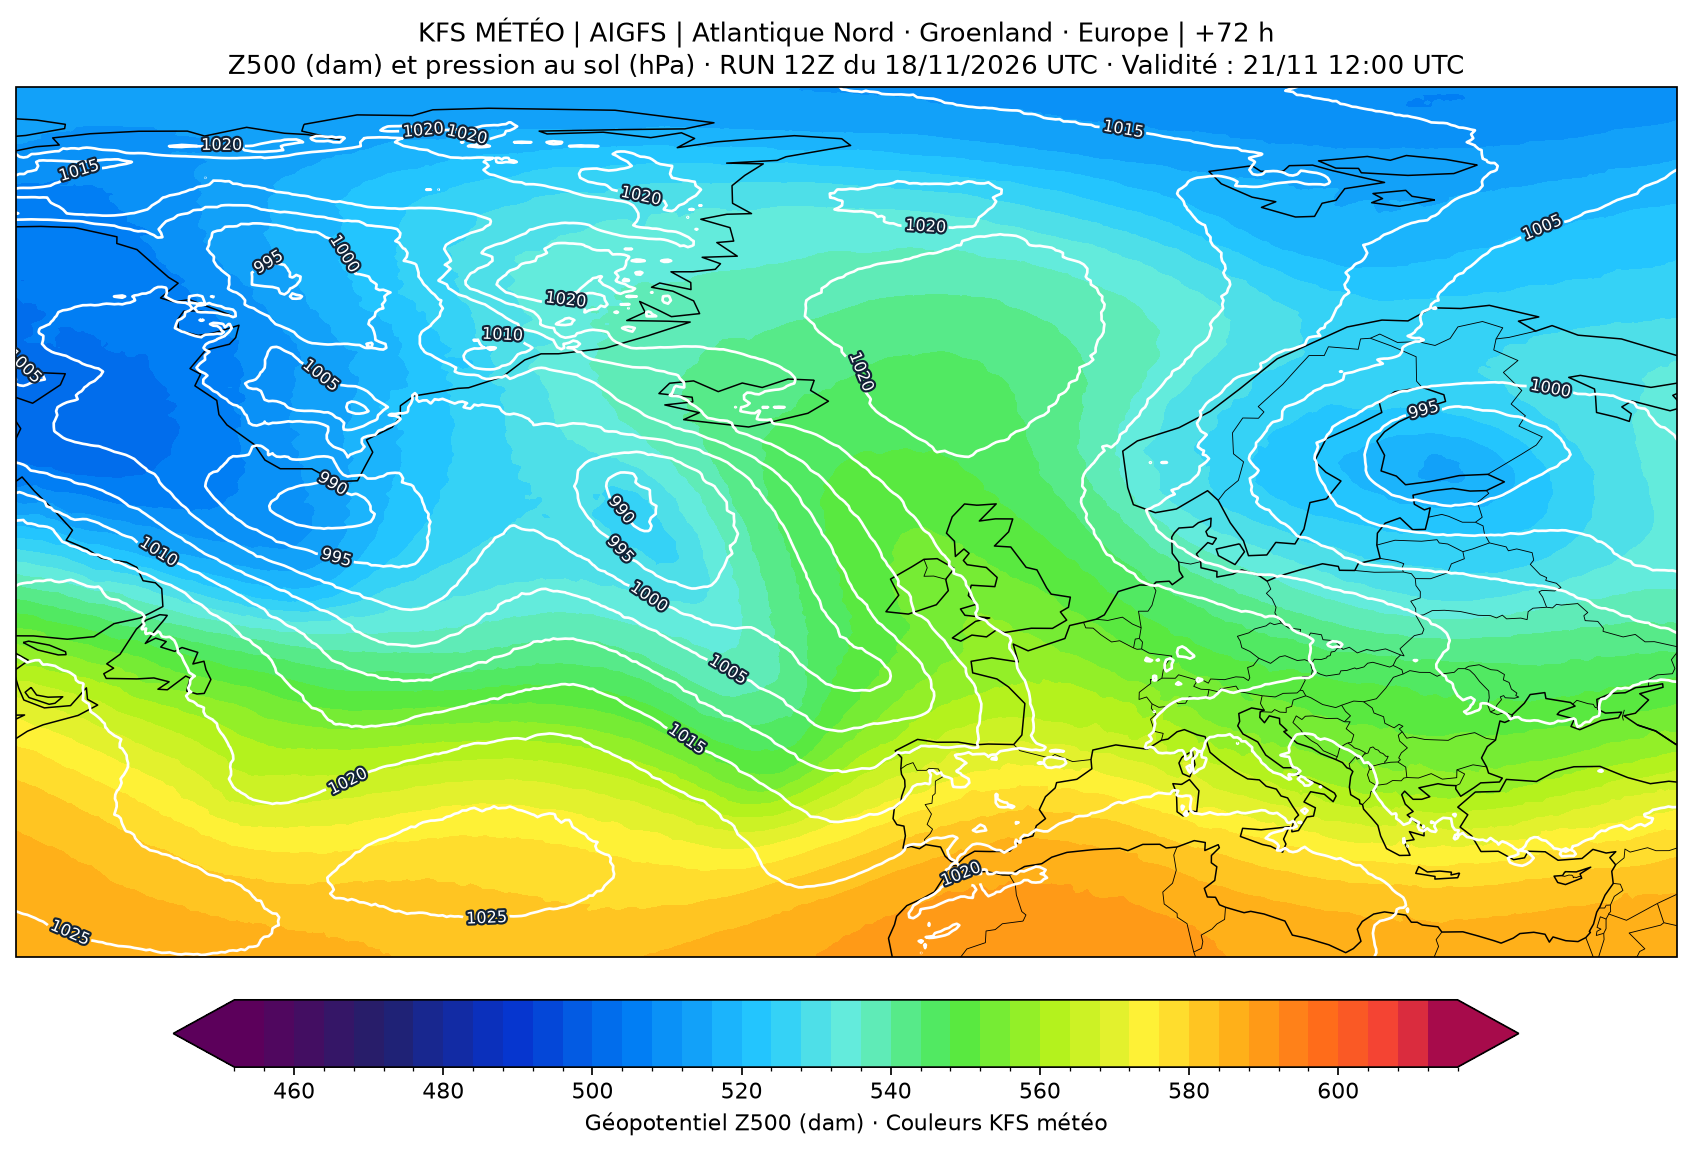 KFS MÉTÉO | AIGFS | Atlantique Nord · Groenland · Europe | +72 h
Z500 (dam) et pression au sol (hPa) · RUN 12Z du 18/11/2026 UTC · Validité : 21/11 12:00 UTC
1020 1020 1020 1015
1015
1020
1020 1005
1000
995
1020
1010
1005 1005 1020 1000
995
990
990
1010 995 995
1000
1005
1015
1020
1020
1025 1025
460 480 500 520 540 560 580 600
Géopotentiel Z500 (dam) · Couleurs KFS météo